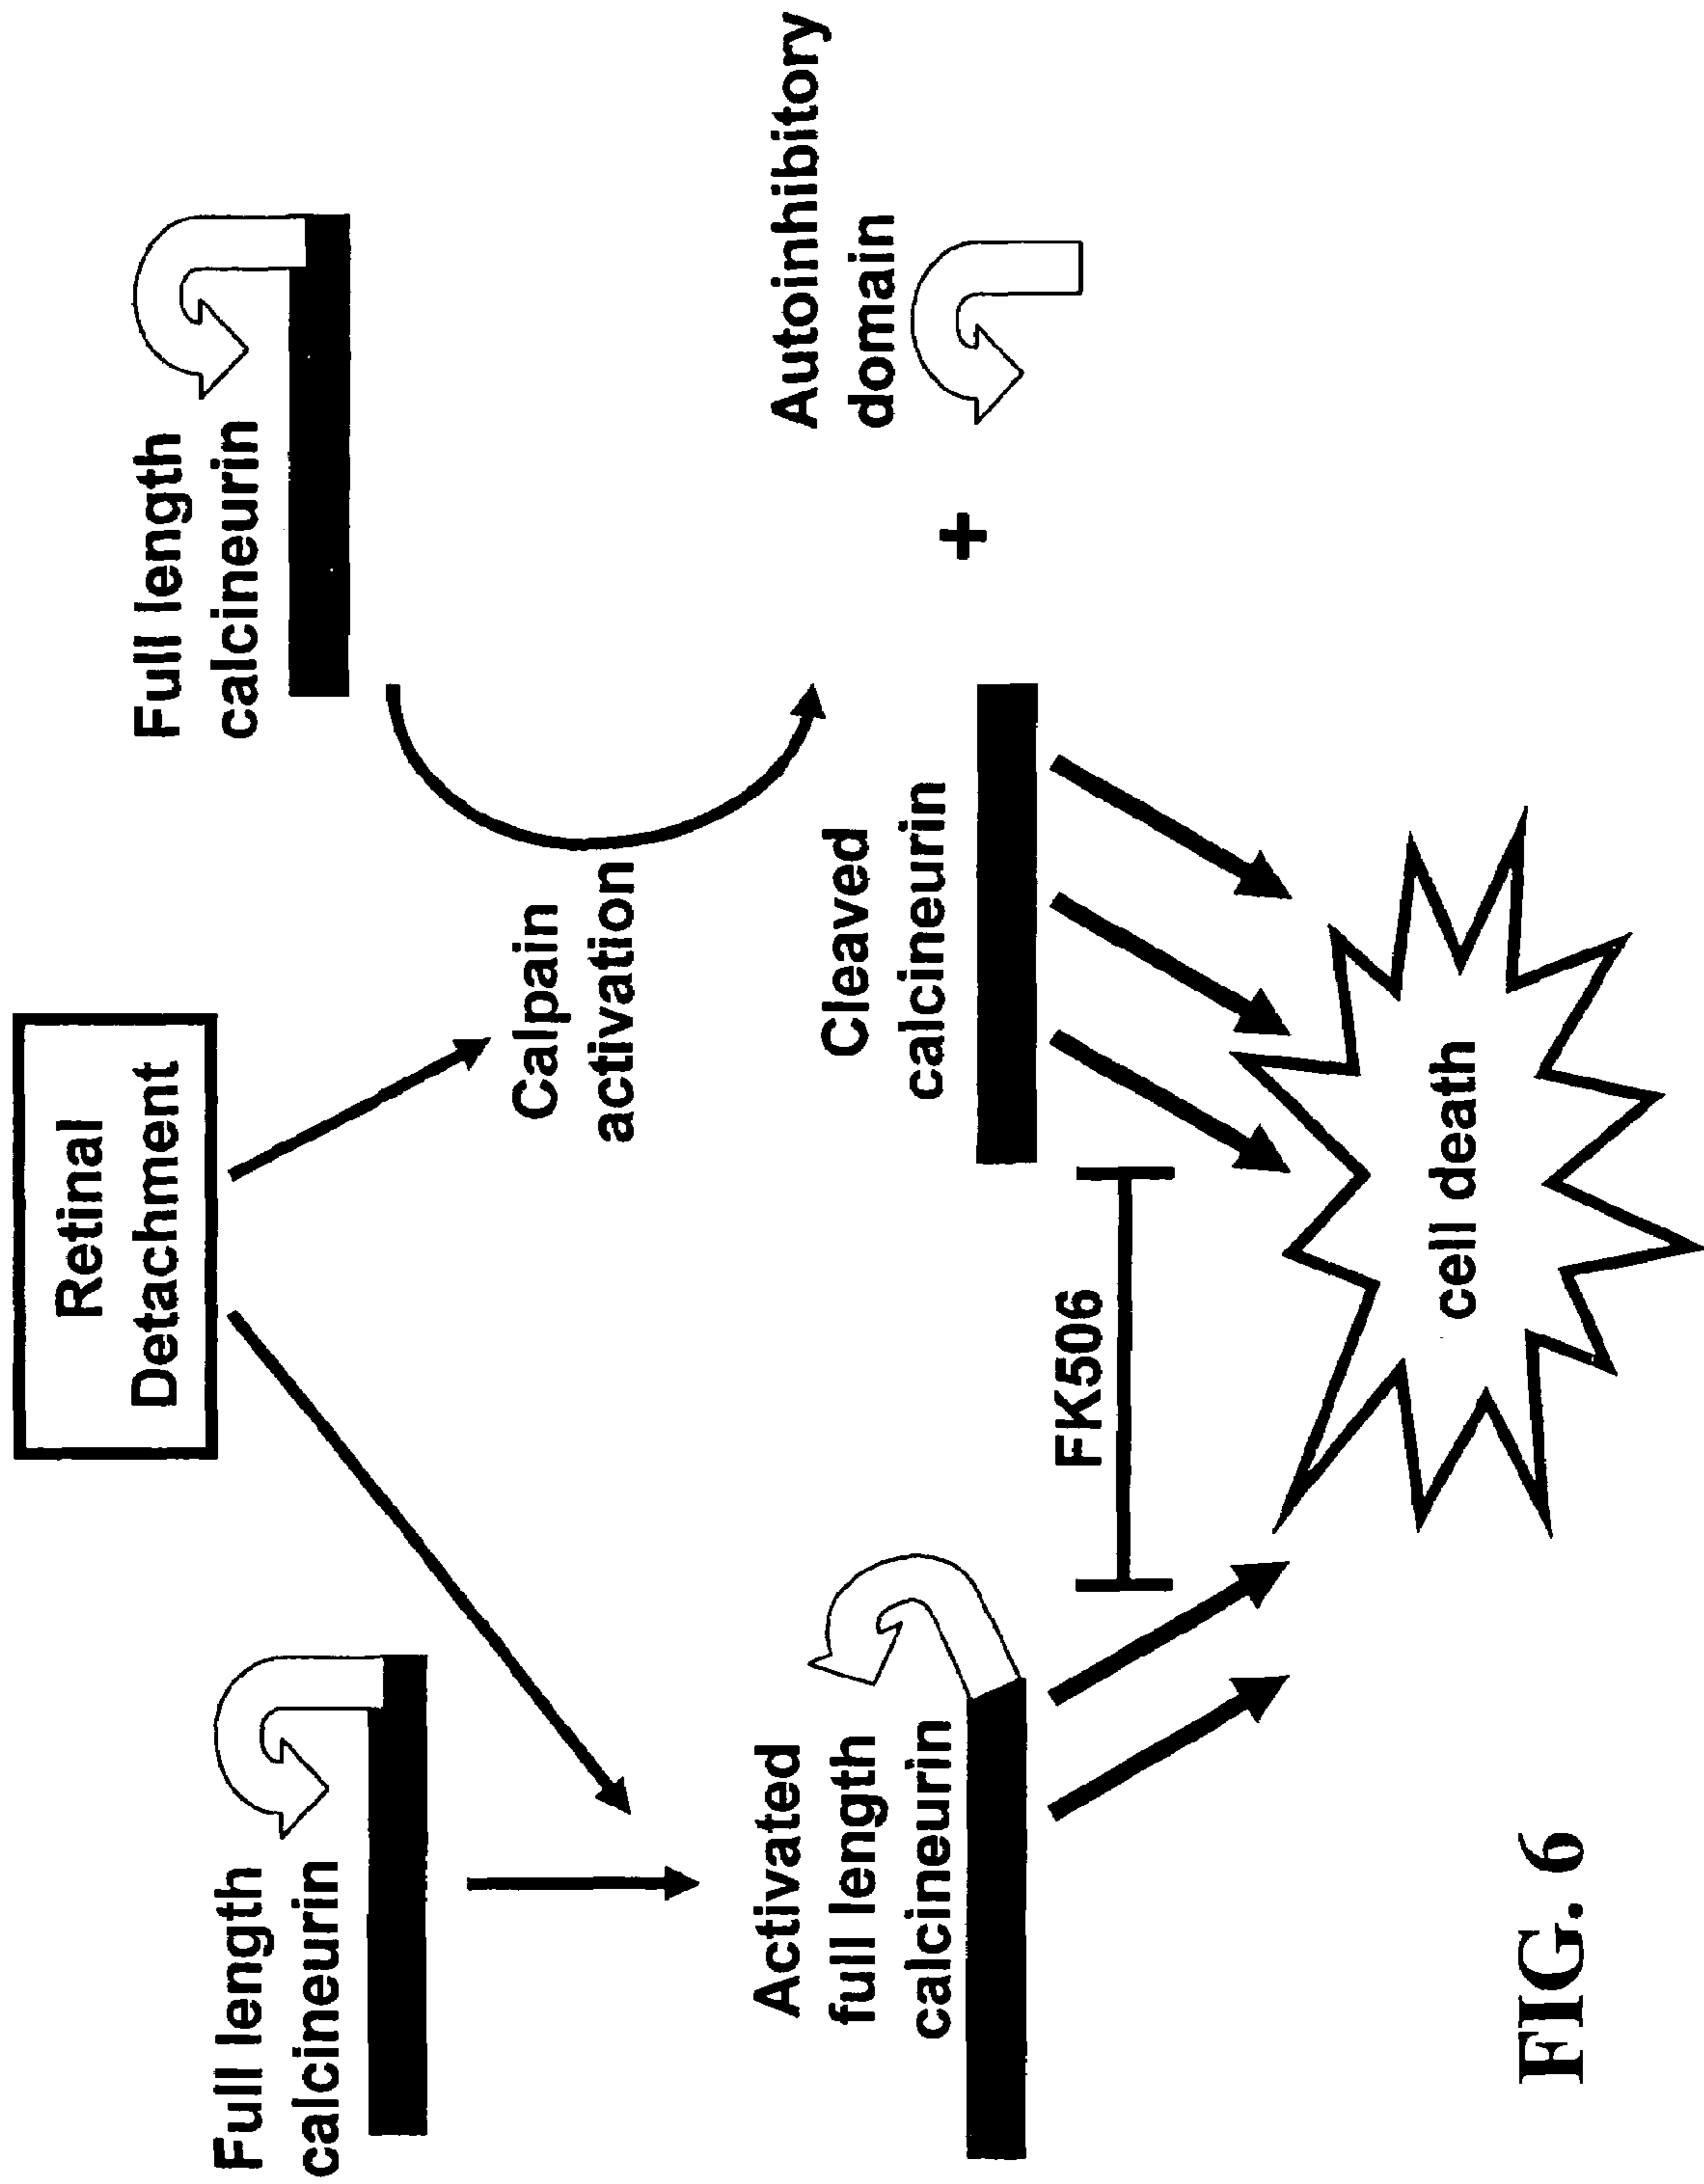 Retinal
Detachment
Full length
calcineurin
Full length
calcineurin
Calpain
activation
Activated
full length
calcineurin
Cleaved
calcineurin
+
Autoinhibitory
domain
FK506
cell death
FIG. 6